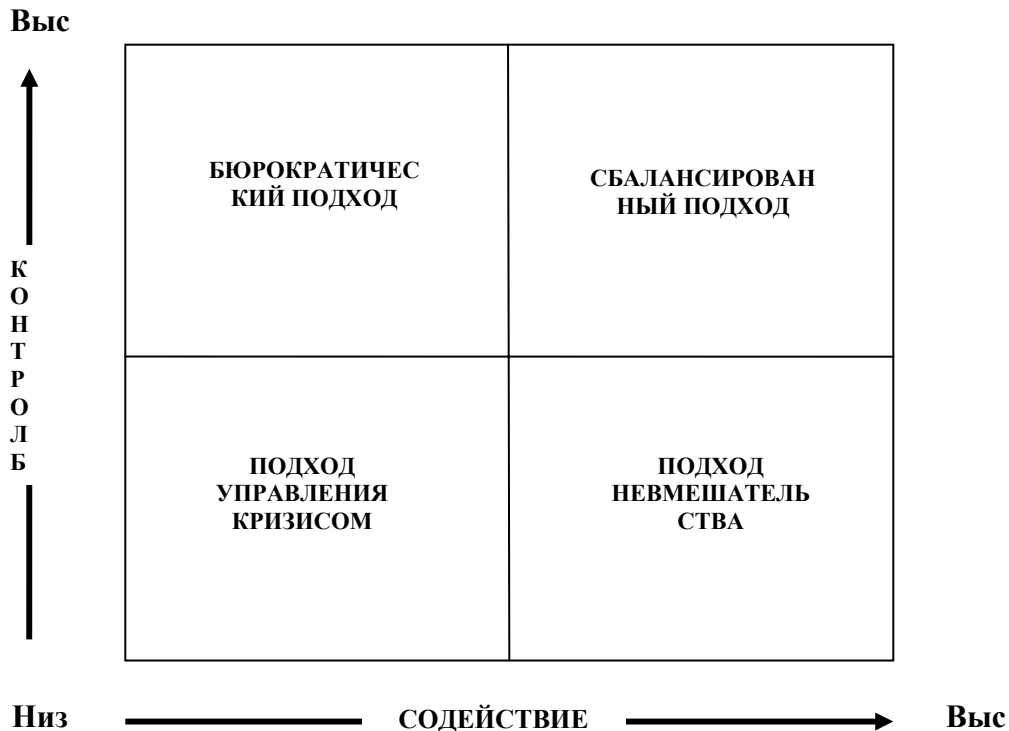 Выс
БЮРОКРАТИЧЕС
КИЙ ПОДХОД
СБАЛАНСИРОВАН
НЫЙ ПОДХОД
К
О
Н
Т
Р
О
Л
Б
ПОДХОД
УПРАВЛЕНИЯ
КРИЗИСОМ
ПОДХОД
НЕВМЕШАТЕЛЬ
СТВА
Низ
СОДЕЙСТВИЕ
Выс